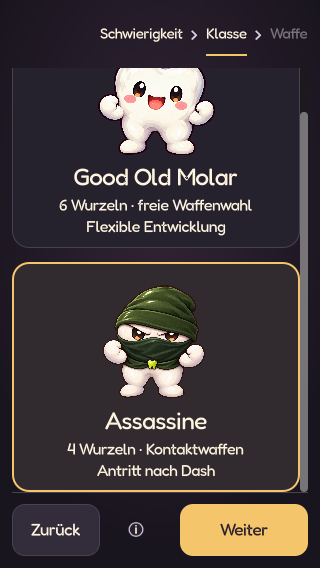 Schwierigkeit > Klasse > Waffe
Good Old Molar
6 Wurzeln · freie Waffenwahl
Flexible Entwicklung
Assassine
4 Wurzeln · Kontaktwaffen
Antritt nach Dash
Zurück ⓘ Weiter